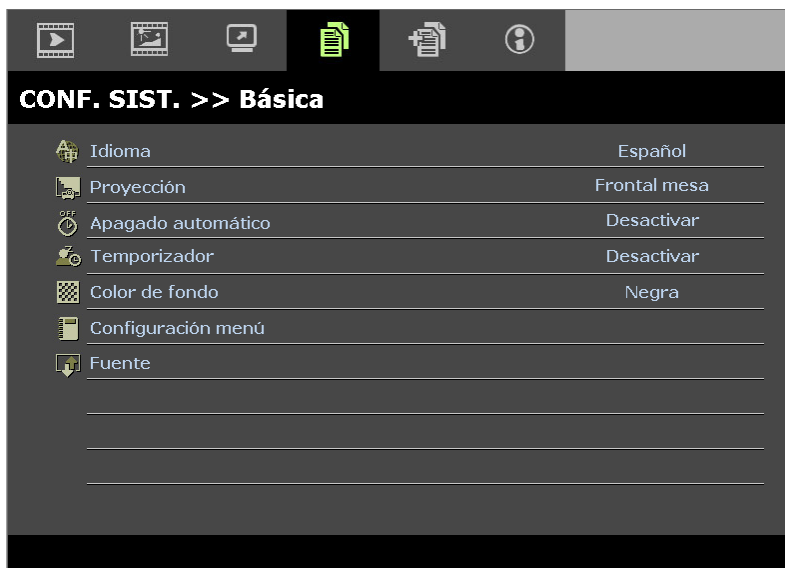 CONF. SIST. >> Básica
Idioma Español
Proyección Frontal mesa
OFF
Apagado automático Desactivar
Temporizador Desactivar
Color de fondo Negra
Configuración menú
Fuente